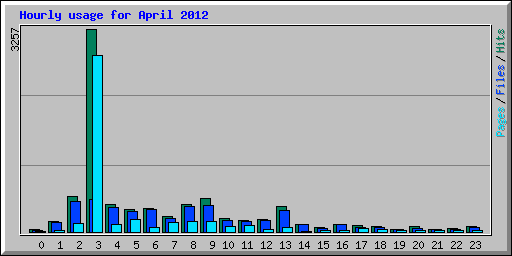 Hourly usage for April 2012
3257
Pages/Files/Hits
0 1 2 3 4 5 6 7 8 9 10 11 12 13 14 15 16 17 18 19 20 21 22 23